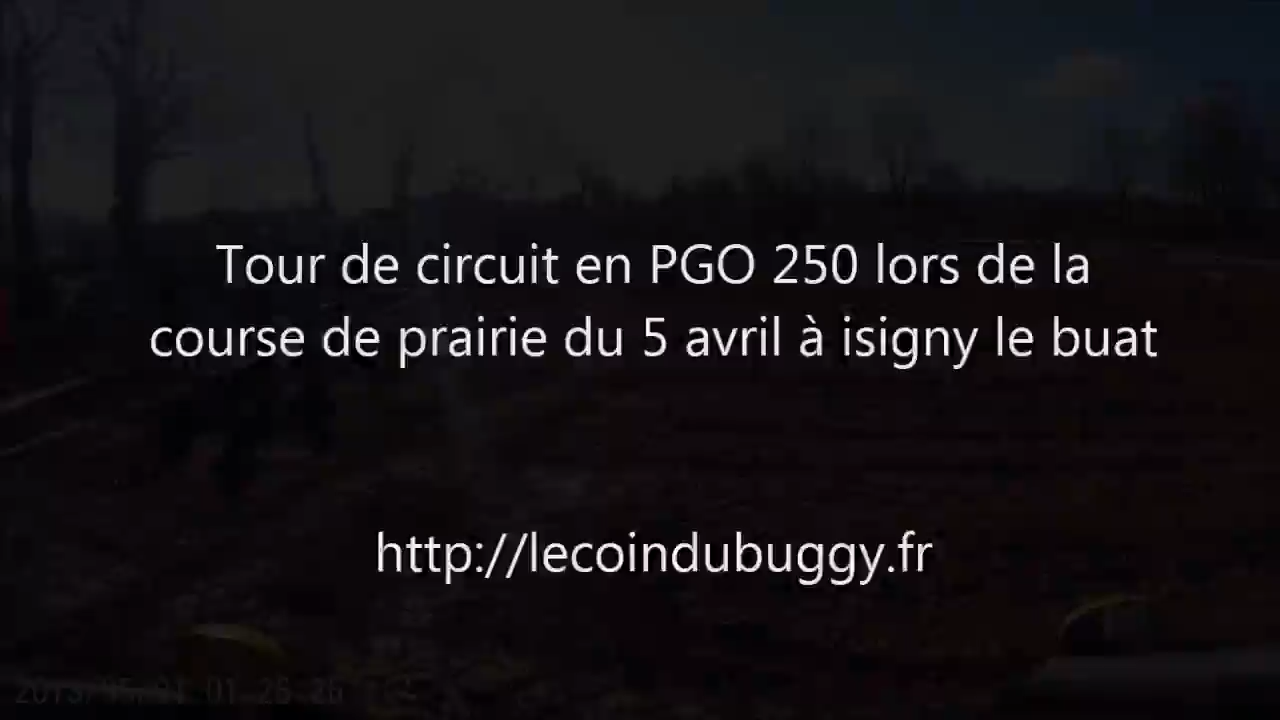 Tour de circuit en PGO 250 lors de la
course de prairie du 5 avril à isigny le buat
http://lecoindubuggy.fr